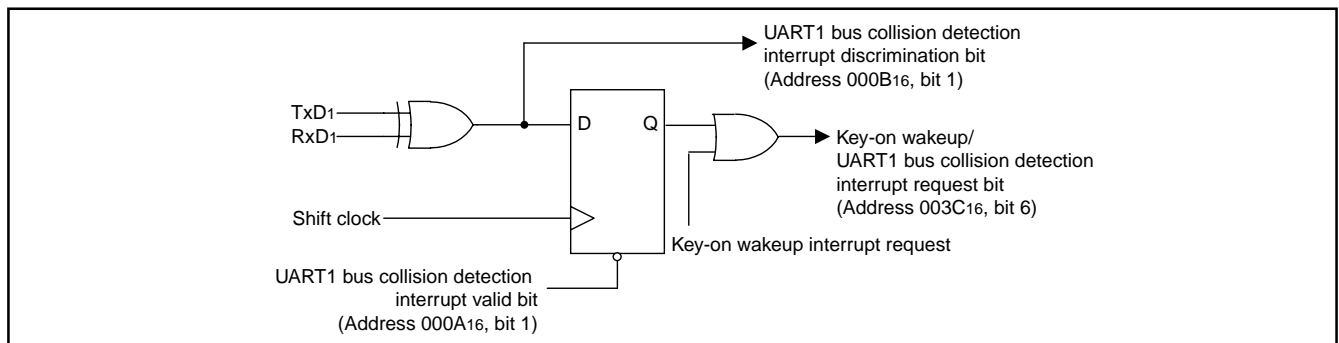 UART1 bus collision detection
interrupt discrimination bit
(Address 000B16, bit 1)
TxD1
RxD1
D
Q
Key-on wakeup/
UART1 bus collision detection
interrupt request bit
(Address 003C16, bit 6)
Shift clock
Key-on wakeup interrupt request
UART1 bus collision detection
interrupt valid bit
(Address 000A16, bit 1)